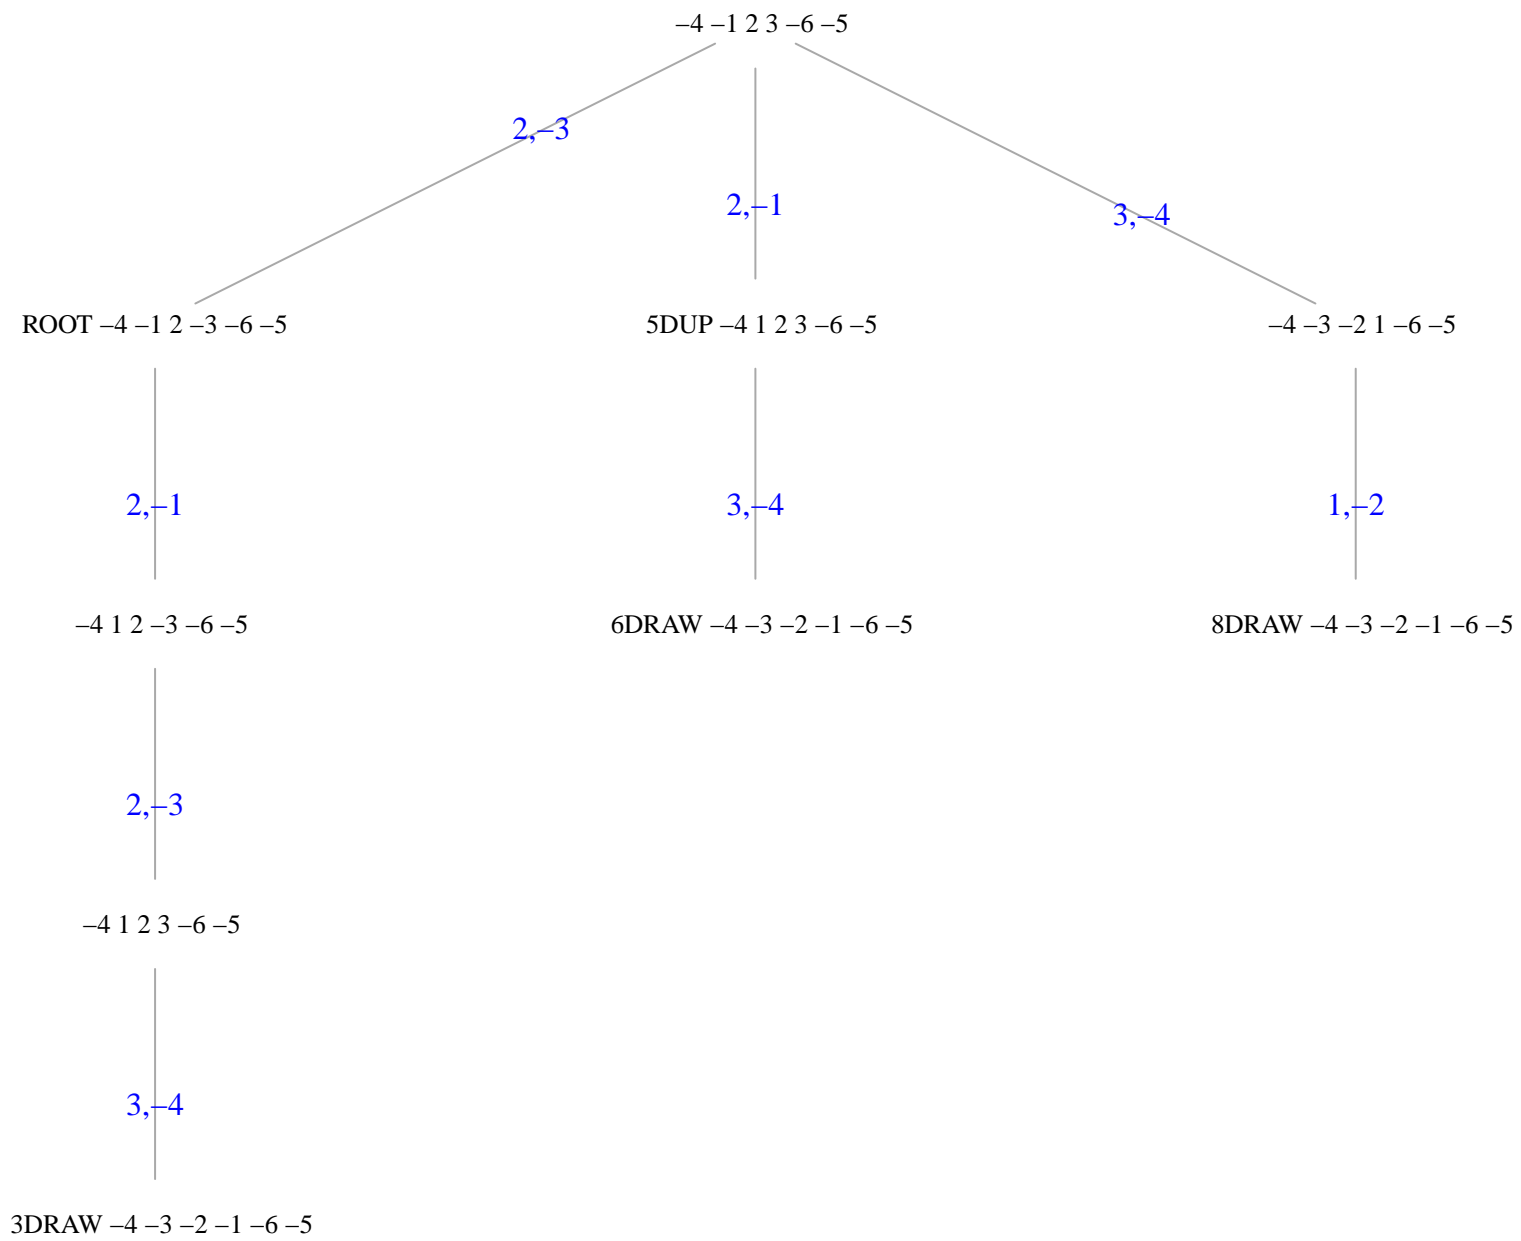 –4 –1 2 3 –6 –5
2,–3
2,–1
3,–4
ROOT –4 –1 2 –3 –6 –5
5DUP –4 1 2 3 –6 –5
–4 –3 –2 1 –6 –5
2,–1
3,–4
1,–2
–4 1 2 –3 –6 –5
6DRAW –4 –3 –2 –1 –6 –5
8DRAW –4 –3 –2 –1 –6 –5
2,–3
–4 1 2 3 –6 –5
3,–4
3DRAW –4 –3 –2 –1 –6 –5